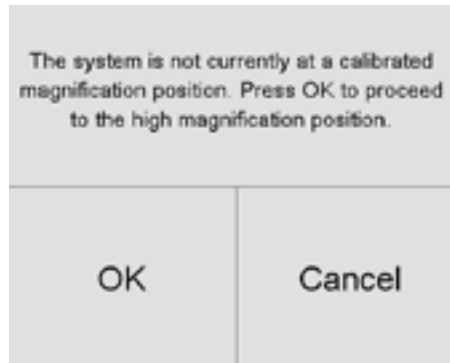 The system is not currently at a calibrated
magnification position. Press OK to proceed
to the high magnification position.
OK
Cancel